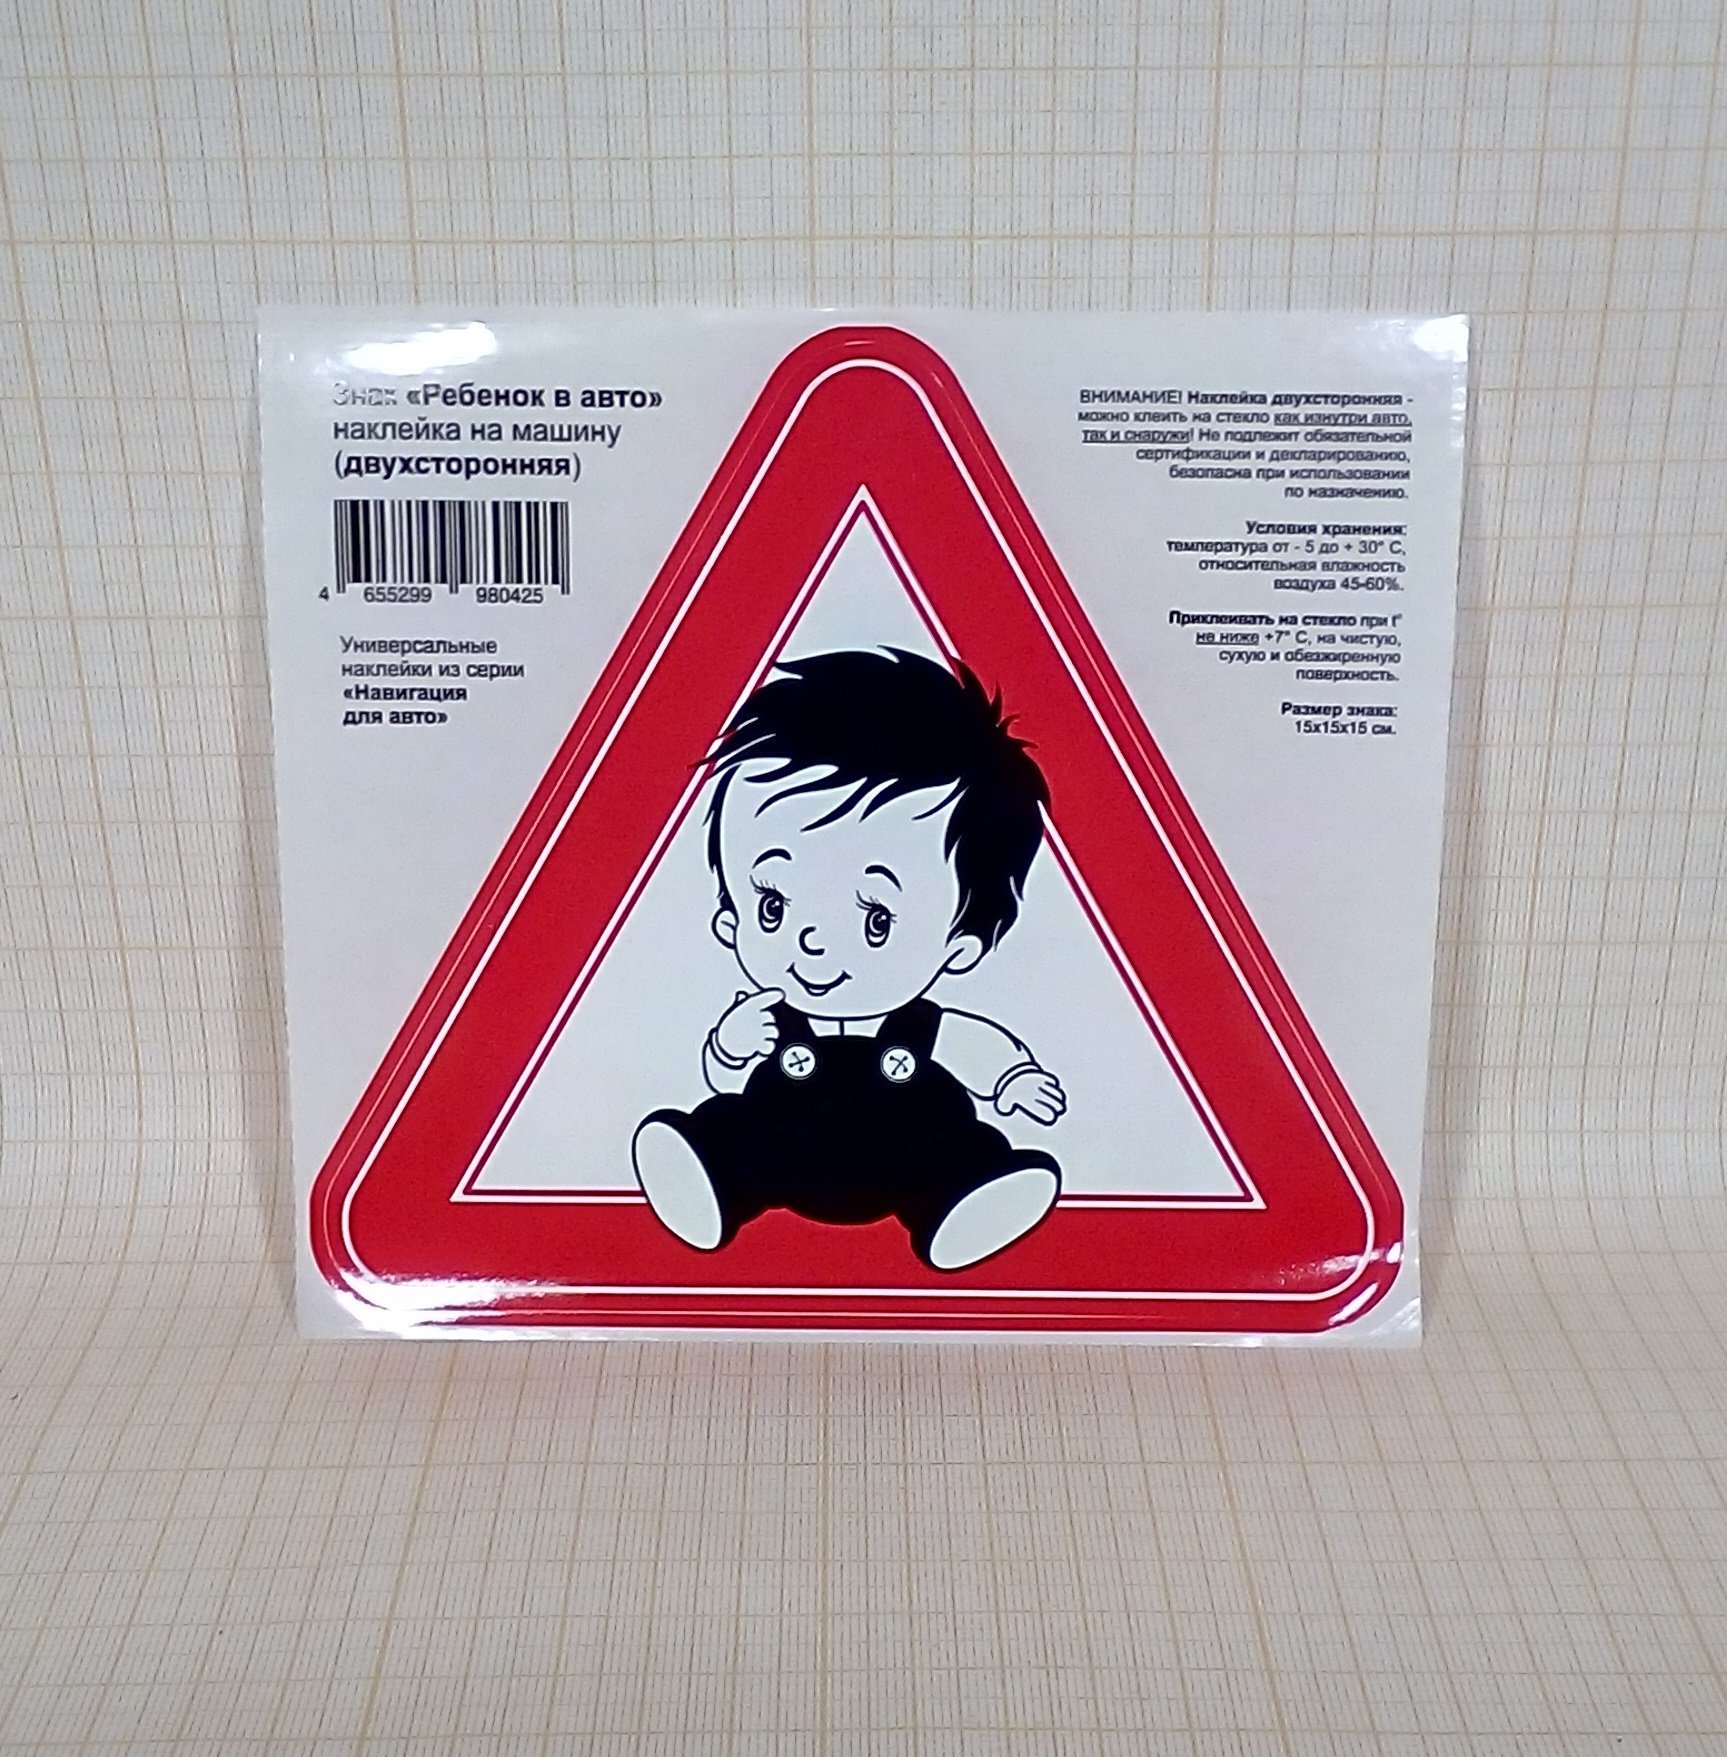 Знак «Ребенок в авто»
наклейка на машину
(двухсторонняя)
4 655299 980425
Универсальные
наклейки из серии
«Навигация
для авто»
ВНИМАНИЕ! Наклейка двухсторонняя -
можно клеить на стекло как изнутри авто,
так и снаружи! Не подлежит обязательной
сертификации и декларированию,
безопасна при использовании
по назначению.
Условия хранения:
температура от - 5 до + 30° С,
относительная влажность
воздуха 45-60%.
Приклеивать на стекло при t°
не ниже +7° С, на чистую,
сухую и обезжиренную
поверхность.
Размер знака:
15х15х15 см.